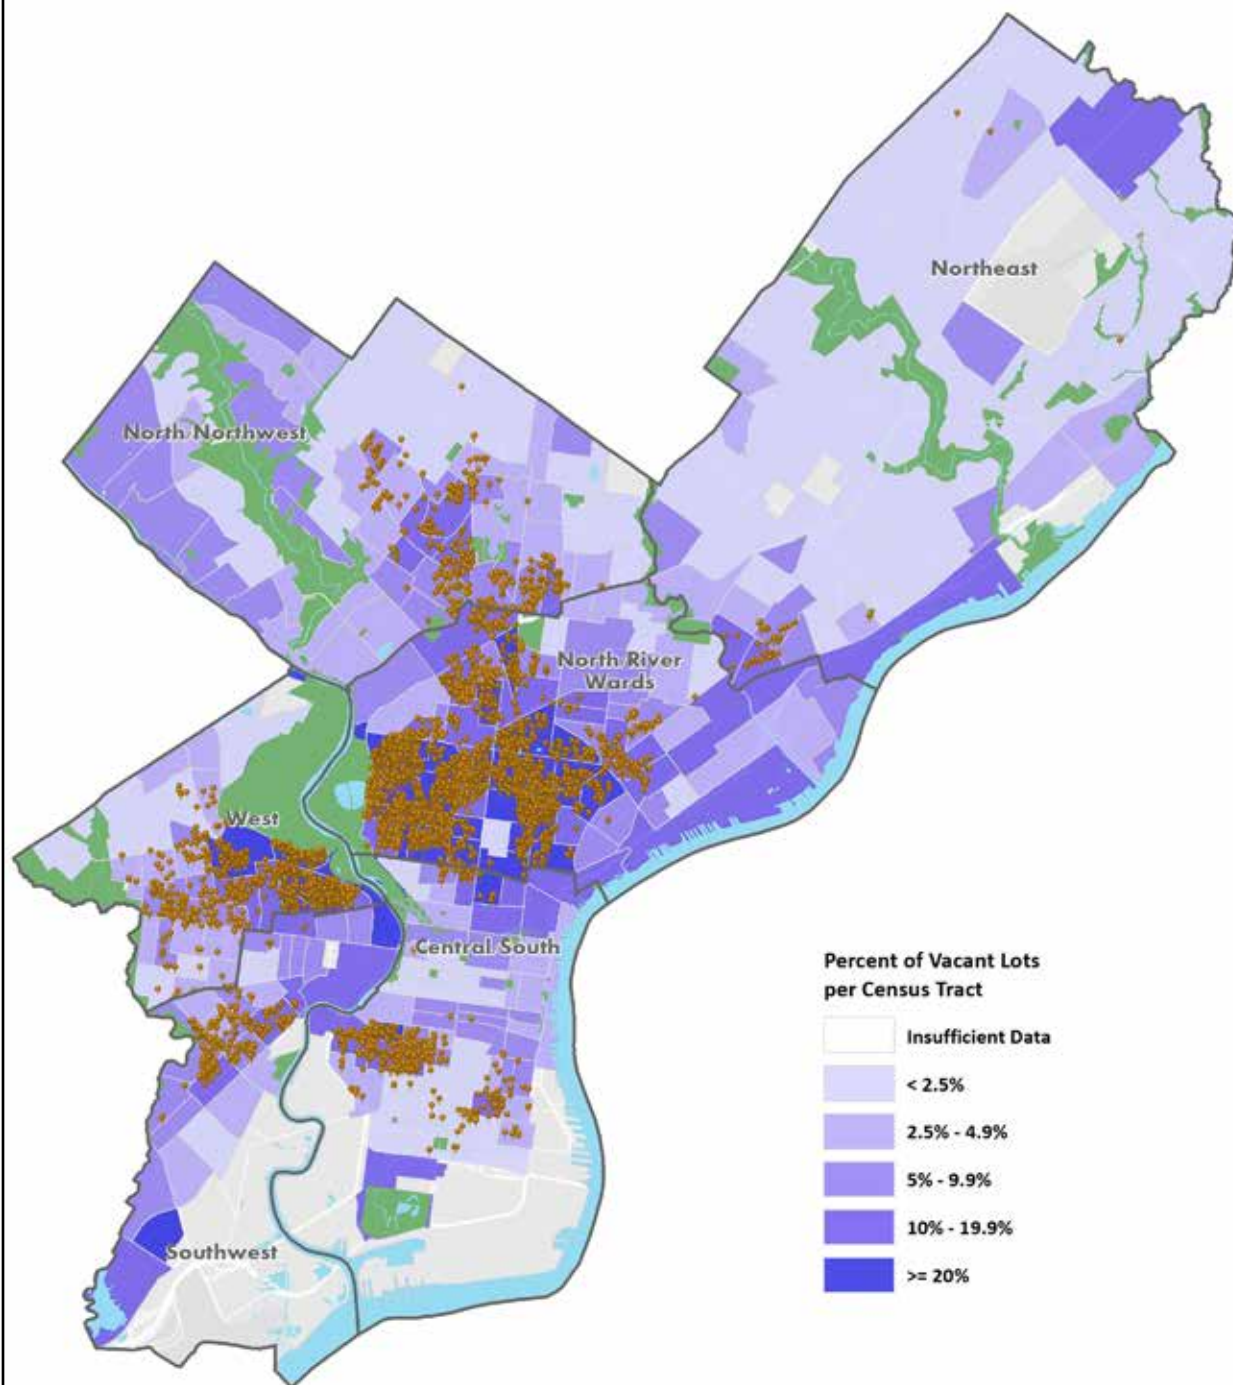 Northeast
North Northwest
North River
Wards
West
Central South
Southwest
Percent of Vacant Lots
per Census Tract
Insufficient Data
< 2.5%
2.5% - 4.9%
5% - 9.9%
10% - 19.9%
>= 20%